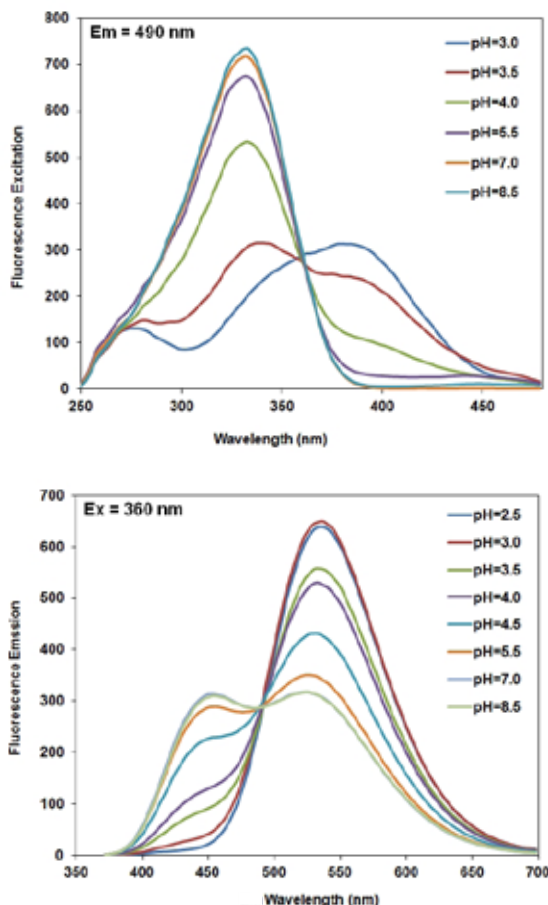 Em = 490 nm
800
700
600
500
400
300
200
100
0
Fluorescence Excitation
pH=3.0
pH=3.5
pH=4.0
pH=5.5
pH=7.0
pH=8.5
250 300 350 400 450
Wavelength (nm)
Ex = 360 nm
700
600
500
400
300
200
100
0
Fluorescence Emssion
pH=2.5
pH=3.0
pH=3.5
pH=4.0
pH=4.5
pH=5.5
pH=7.0
pH=8.5
350 400 450 500 550 600 650 700
Wavelength (nm)